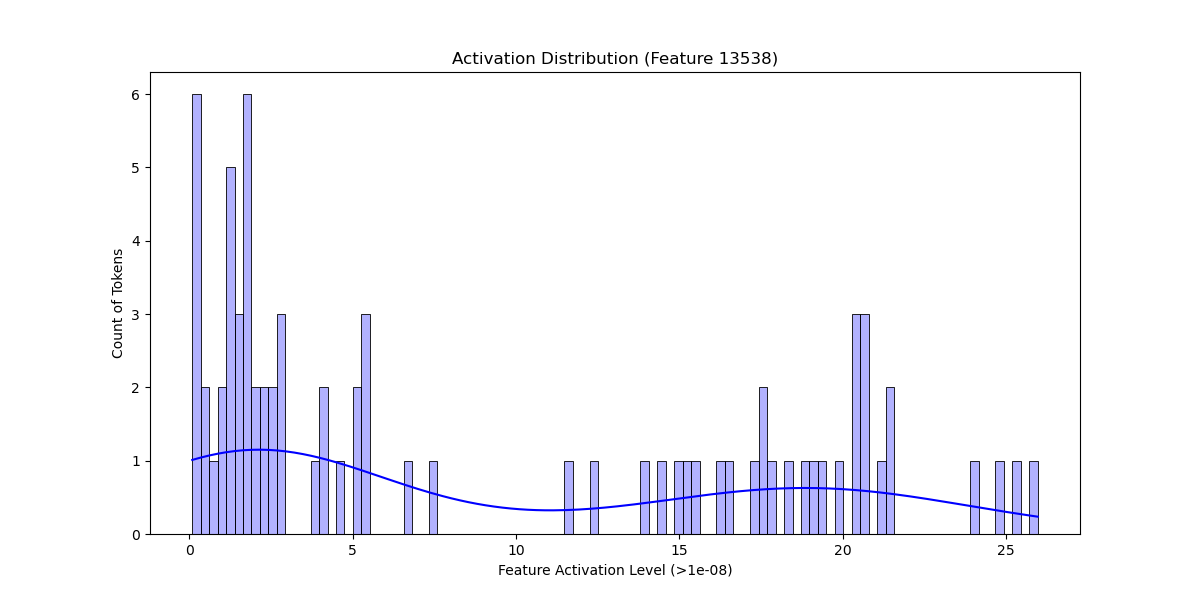 Activation Distribution (Feature 13538)
Count of Tokens
6
5
4
3
2
1
0
0 5 10 15 20 25
Feature Activation Level (>1e-08)